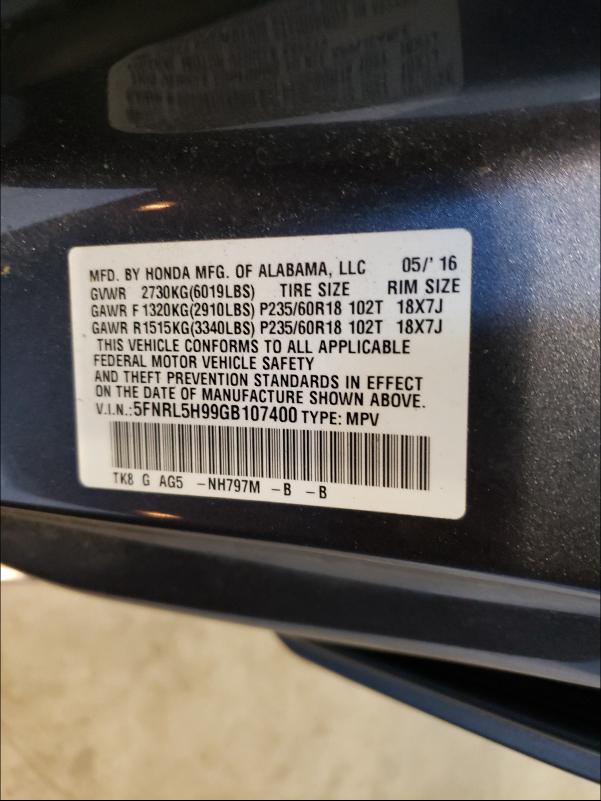 MFD. BY HONDA MFG. OF ALABAMA, LLC 05/' 16
GVWR 2730KG(6019LBS) TIRE SIZE RIM SIZE
GAWR F 1320KG(2910LBS) P235/60R18 102T 18X7J
GAWR R1515KG(3340LBS) P235/60R18 102T 18X7J
THIS VEHICLE CONFORMS TO ALL APPLICABLE
FEDERAL MOTOR VEHICLE SAFETY
AND THEFT PREVENTION STANDARDS IN EFFECT
ON THE DATE OF MANUFACTURE SHOWN ABOVE.
V.I.N.:5FNRL5H99GB107400 TYPE: MPV
TK8 G AG5 -NH797M -B -B